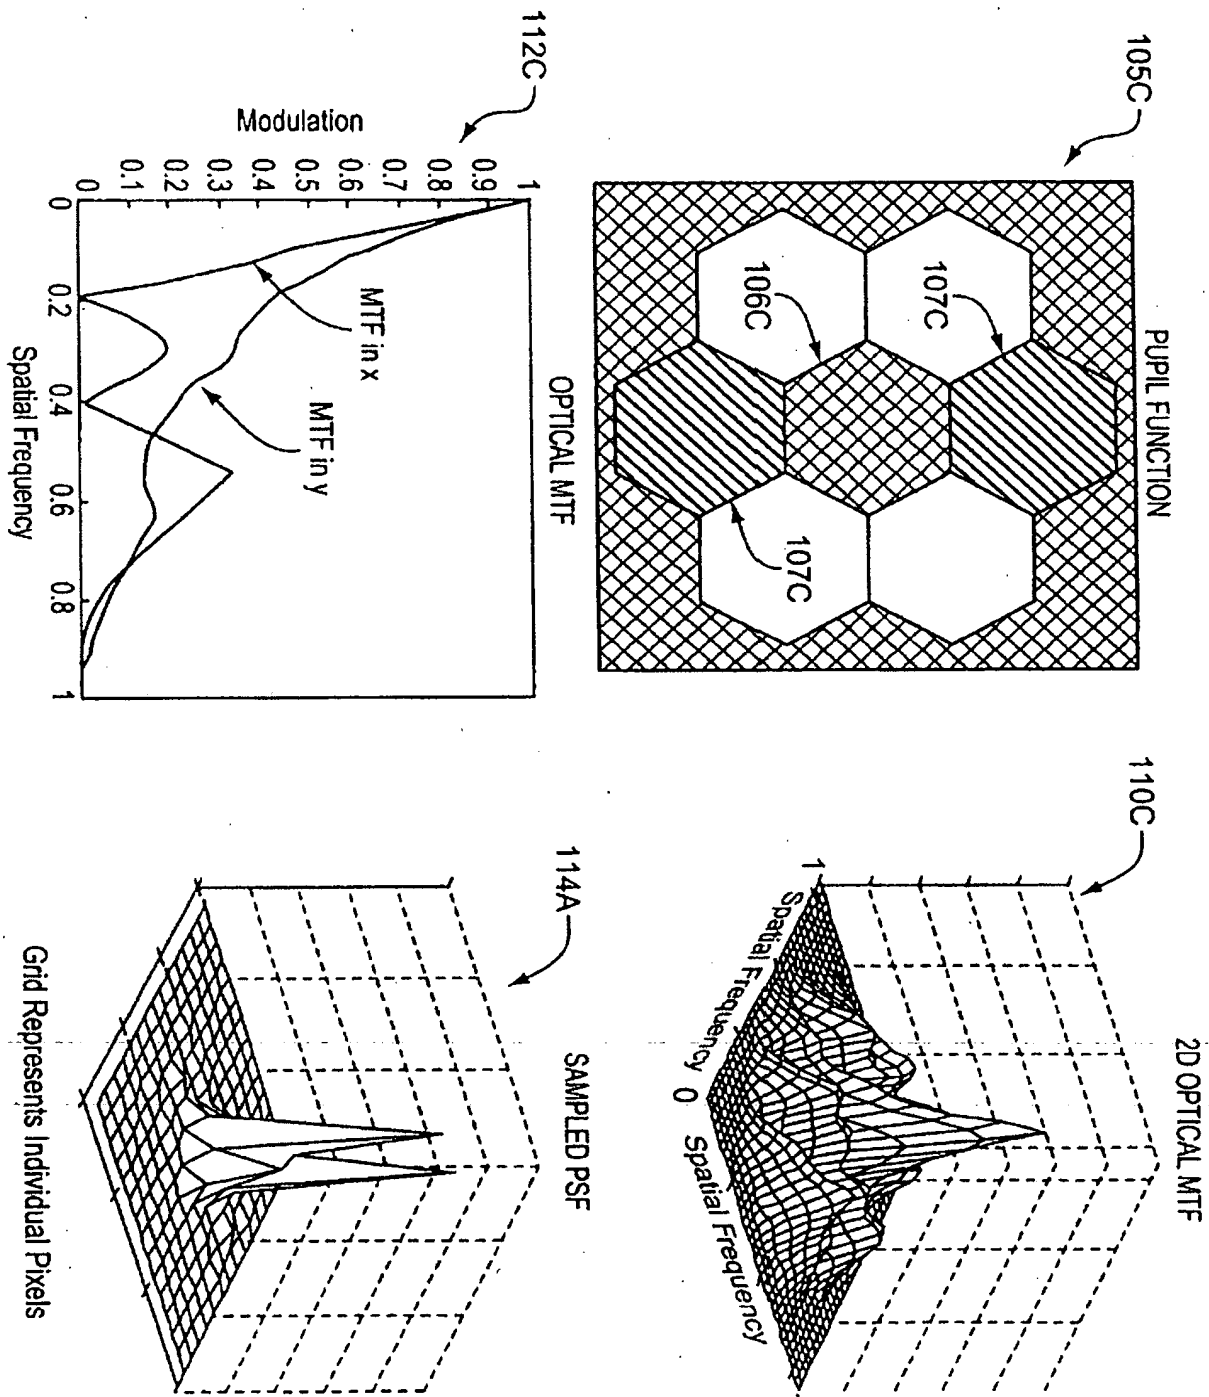 105C
PUPIL FUNCTION
107C
106C
107C
110C
2D OPTICAL MTF
1
Spatial Frequency
0
Spatial Frequency
112C
OPTICAL MTF
Modulation
1
0.9
0.8
0.7
0.6
0.5
0.4
0.3
0.2
0.1
0
MTF in x
MTF in y
0
0.2
0.4
0.6
0.8
1
Spatial Frequency
114A
SAMPLED PSF
Grid Represents Individual Pixels